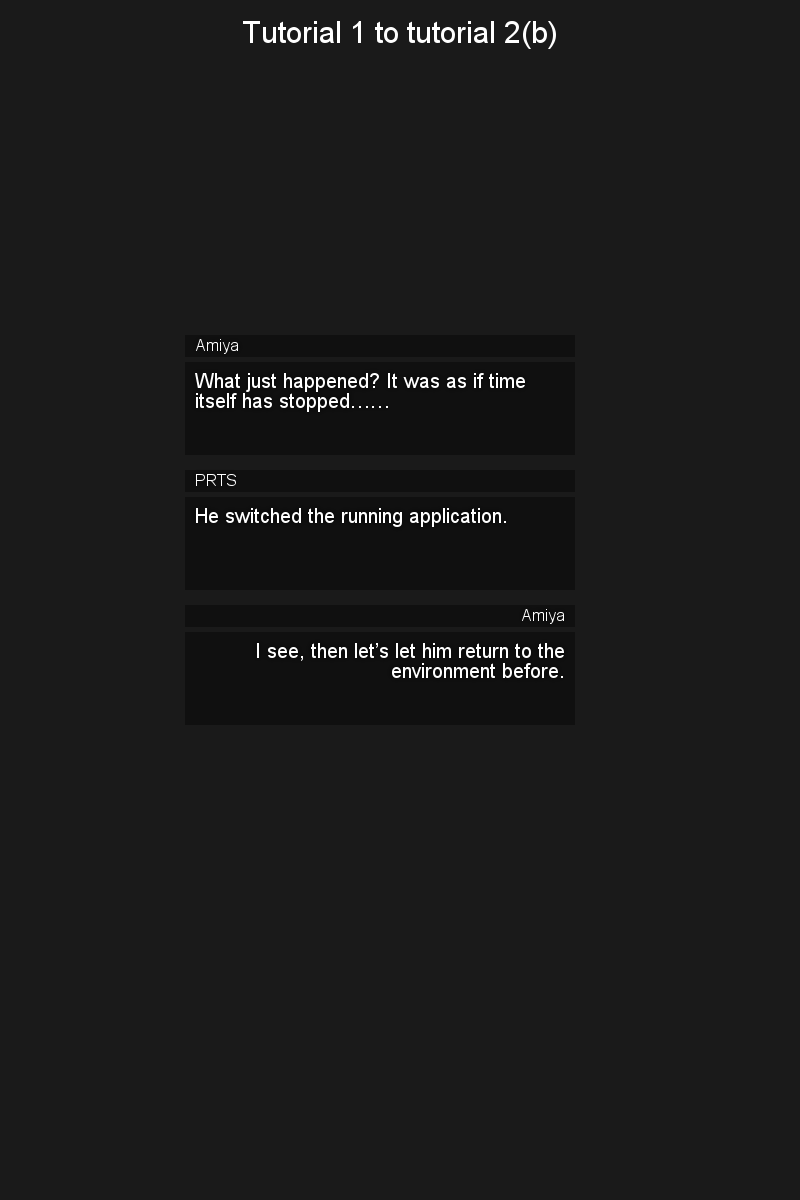 Tutorial 1 to tutorial 2(b)
Amiya
What just happened? It was as if time
itself has stopped……
PRTS
He switched the running application.
Amiya
I see, then let’s let him return to the
environment before.